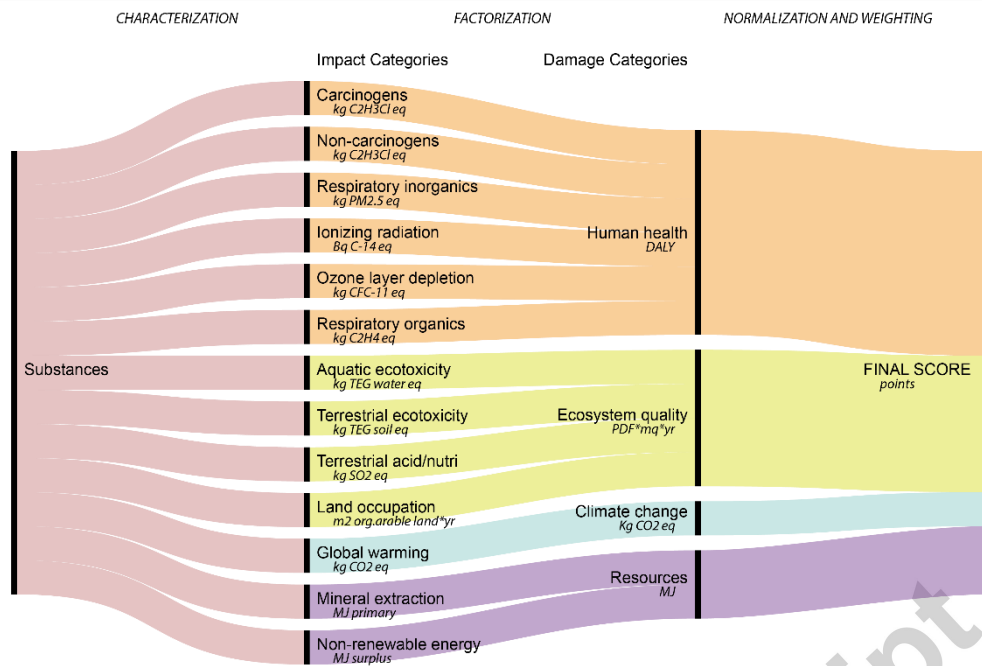 CHARACTERIZATION
FACTORIZATION
NORMALIZATION AND WEIGHTING
Impact Categories
Damage Categories
Carcinogens
kg C2H3Cl eq
Non-carcinogens
kg C2H3Cl eq
Respiratory inorganics
kg PM2.5 eq
Ionizing radiation
Bq C-14 eq
Ozone layer depletion
kg CFC-11 eq
Respiratory organics
kg C2H4 eq
Aquatic ecotoxicity
kg TEG water eq
Terrestrial ecotoxicity
kg TEG soil eq
Terrestrial acid/nutri
kg SO2 eq
Land occupation
m2 org.arable land*yr
Global warming
kg CO2 eq
Mineral extraction
MJ primary
Non-renewable energy
MJ surplus
Substances
Human health
DALY
Ecosystem quality
PDF*mq*yr
Climate change
Kg CO2 eq
Resources
MJ
FINAL SCORE
points